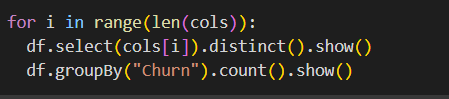 for i in range(len(cols)):
  df.select(cols[i]).distinct().show()
  df.groupBy("Churn").count().show()